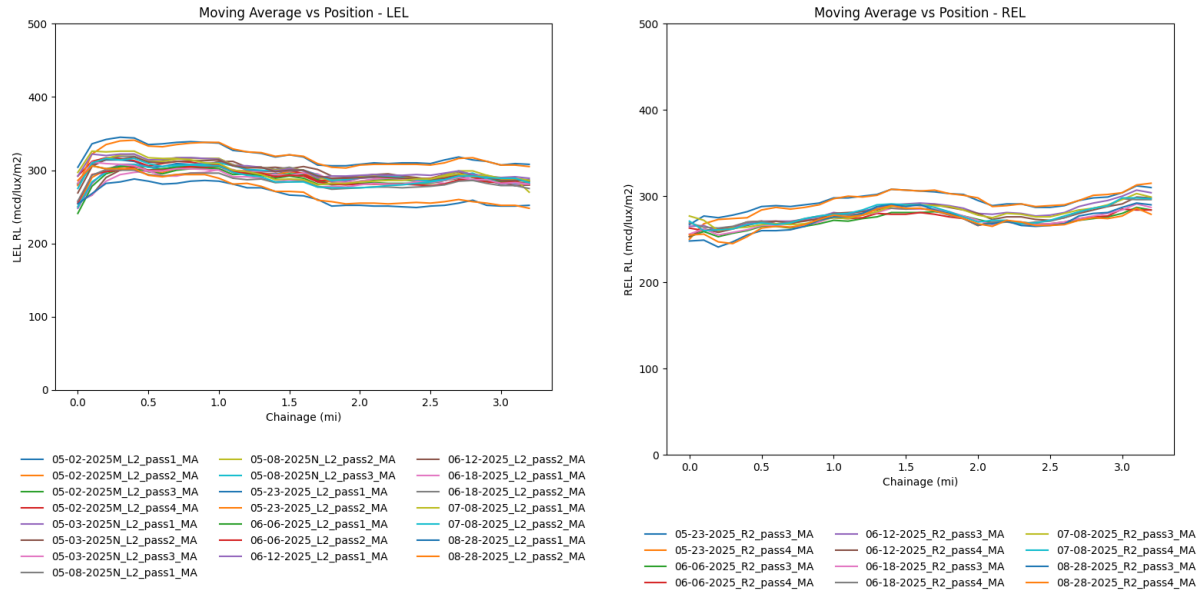 Moving Average vs Position - LEL
500
400
300
200
100
0
LEL RL (mcd/lux/m2)
0.0 0.5 1.0 1.5 2.0 2.5 3.0
Chainage (mi)
05-02-2025M_L2_pass1_MA
05-02-2025M_L2_pass2_MA
05-02-2025M_L2_pass3_MA
05-02-2025M_L2_pass4_MA
05-03-2025N_L2_pass1_MA
05-03-2025N_L2_pass2_MA
05-03-2025N_L2_pass3_MA
05-08-2025N_L2_pass1_MA
05-08-2025N_L2_pass2_MA
05-08-2025N_L2_pass3_MA
05-23-2025_L2_pass1_MA
05-23-2025_L2_pass2_MA
06-06-2025_L2_pass1_MA
06-06-2025_L2_pass2_MA
06-12-2025_L2_pass1_MA
06-12-2025_L2_pass2_MA
06-18-2025_L2_pass1_MA
06-18-2025_L2_pass2_MA
07-08-2025_L2_pass1_MA
07-08-2025_L2_pass2_MA
08-28-2025_L2_pass1_MA
08-28-2025_L2_pass2_MA
Moving Average vs Position - REL
500
400
300
200
100
0
REL RL (mcd/lux/m2)
0.0 0.5 1.0 1.5 2.0 2.5 3.0
Chainage (mi)
05-23-2025_R2_pass3_MA
05-23-2025_R2_pass4_MA
06-06-2025_R2_pass3_MA
06-06-2025_R2_pass4_MA
06-12-2025_R2_pass3_MA
06-12-2025_R2_pass4_MA
06-18-2025_R2_pass3_MA
06-18-2025_R2_pass4_MA
07-08-2025_R2_pass3_MA
07-08-2025_R2_pass4_MA
08-28-2025_R2_pass3_MA
08-28-2025_R2_pass4_MA